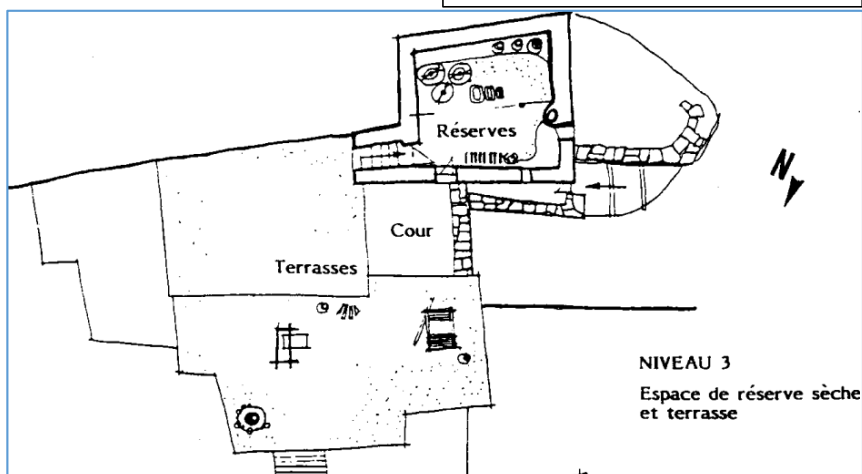 Réserves
N
Cour
Terrasses
NIVEAU 3
Espace de réserve sèche
et terrasse